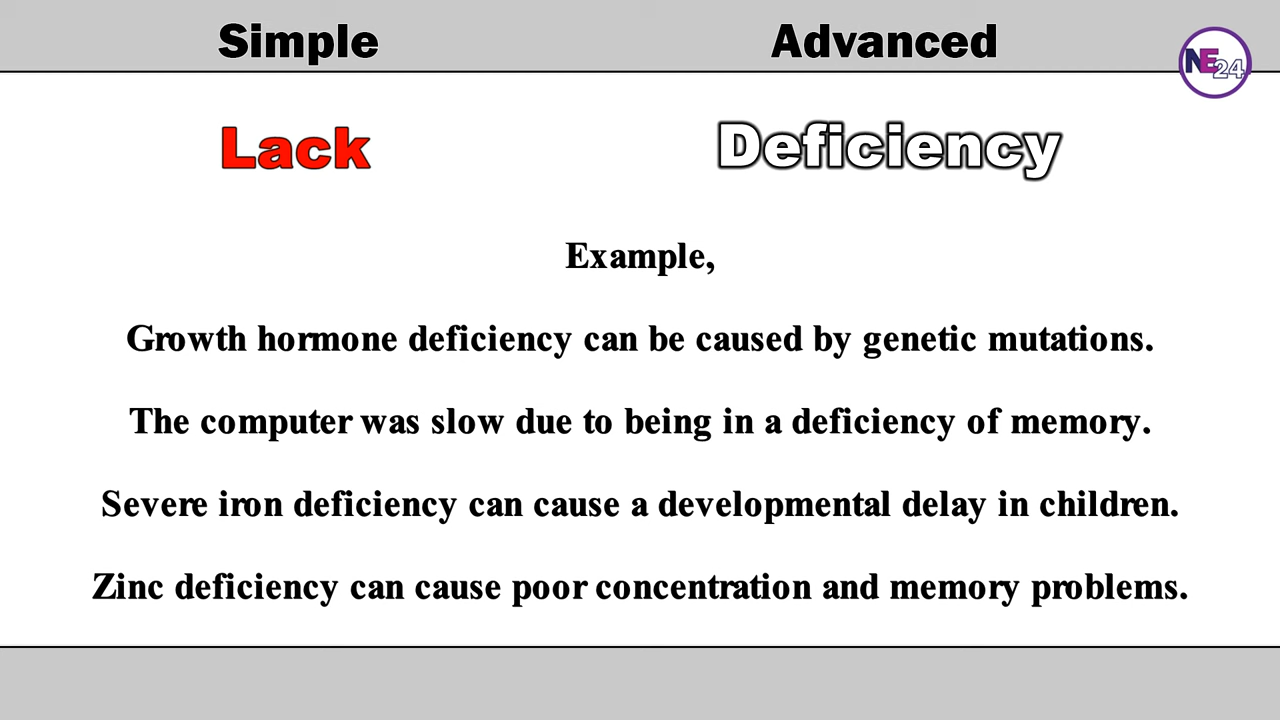 Simple Advanced
NE24
Lack Deficiency
Example,
Growth hormone deficiency can be caused by genetic mutations.
The computer was slow due to being in a deficiency of memory.
Severe iron deficiency can cause a developmental delay in children.
Zinc deficiency can cause poor concentration and memory problems.